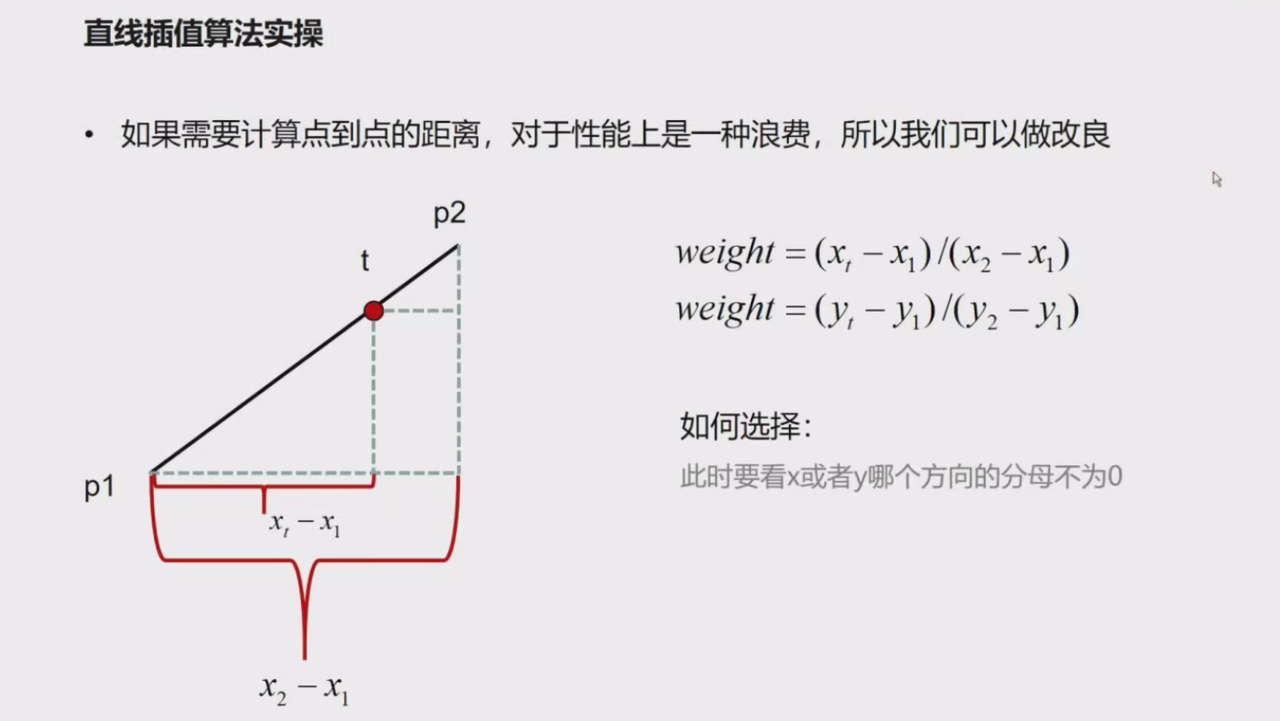 直线插值算法实操
• 如果需要计算点到点的距离，对于性能上是一种浪费，所以我们可以做改良
p2
t
p1
x_t − x_1
x_2 − x_1
weight = (x_t − x_1)/(x_2 − x_1)
weight = (y_t − y_1)/(y_2 − y_1)
如何选择：
此时要看x或者y哪个方向的分母不为0